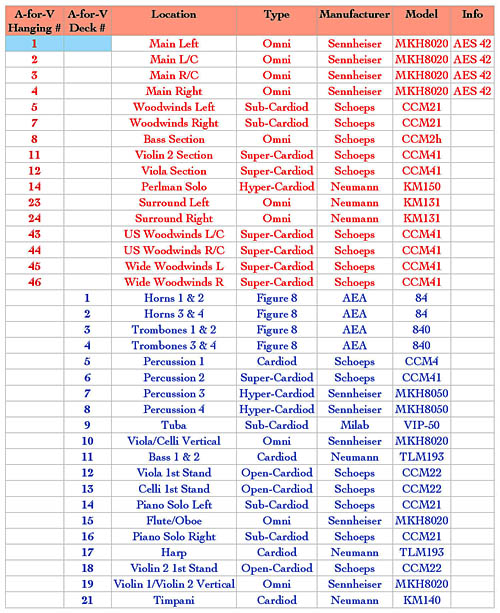 A-for-V Hanging # A-for-V Deck # Location Type Manufacturer Model Info
1 Main Left Omni Sennheiser MKH8020 AES 42
2 Main L/C Omni Sennheiser MKH8020 AES 42
3 Main R/C Omni Sennheiser MKH8020 AES 42
4 Main Right Omni Sennheiser MKH8020 AES 42
5 Woodwinds Left Sub-Cardiod Schoeps CCM21
7 Woodwinds Right Sub-Cardiod Schoeps CCM21
8 Bass Section Omni Schoeps CCM2h
11 Violin 2 Section Super-Cardiod Schoeps CCM41
12 Viola Section Super-Cardiod Schoeps CCM41
14 Perlman Solo Hyper-Cardiod Neumann KM150
23 Surround Left Omni Neumann KM131
24 Surround Right Omni Neumann KM131
43 US Woodwinds L/C Super-Cardiod Schoeps CCM41
44 US Woodwinds R/C Super-Cardiod Schoeps CCM41
45 Wide Woodwinds L Super-Cardiod Schoeps CCM41
46 Wide Woodwinds R Super-Cardiod Schoeps CCM41
1 Horns 1 & 2 Figure 8 AEA 84
2 Horns 3 & 4 Figure 8 AEA 84
3 Trombones 1 & 2 Figure 8 AEA 840
4 Trombones 3 & 4 Figure 8 AEA 840
5 Percussion 1 Cardiod Schoeps CCM4
6 Percussion 2 Super-Cardiod Schoeps CCM41
7 Percussion 3 Hyper-Cardiod Sennheiser MKH8050
8 Percussion 4 Hyper-Cardiod Sennheiser MKH8050
9 Tuba Sub-Cardiod Milab VIP-50
10 Viola/Celli Vertical Omni Sennheiser MKH8020
11 Bass 1 & 2 Cardiod Neumann TLM193
12 Viola 1st Stand Open-Cardiod Schoeps CCM22
13 Celli 1st Stand Open-Cardiod Schoeps CCM22
14 Piano Solo Left Sub-Cardiod Schoeps CCM21
15 Flute/Oboe Omni Sennheiser MKH8020
16 Piano Solo Right Sub-Cardiod Schoeps CCM21
17 Harp Cardiod Neumann TLM193
18 Violin 2 1st Stand Open-Cardiod Schoeps CCM22
19 Violin 1/Violin 2 Vertical Omni Sennheiser MKH8020
21 Timpani Cardiod Neumann KM140